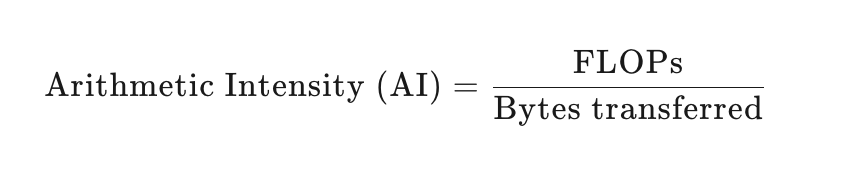 Arithmetic Intensity (AI) = FLOPs
Bytes transferred